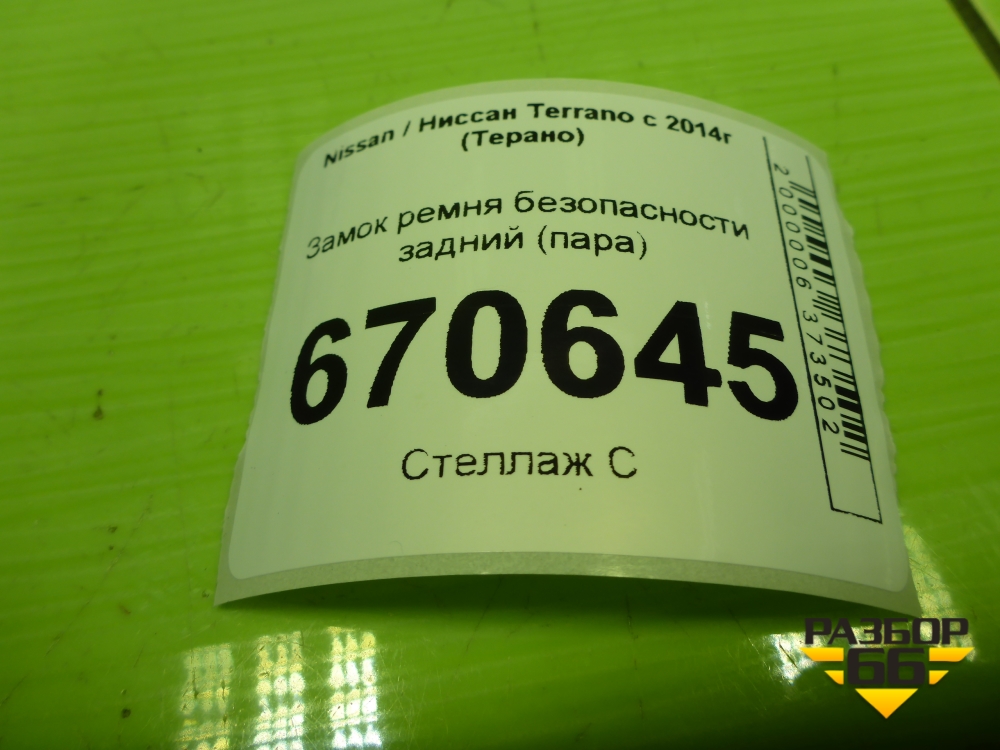 Nissan / Ниссан Terrano с 2014г
(Терано)
Замок ремня безопасности
задний (пара)
670645
Стеллаж С
2000006373502
РАЗБОР
66